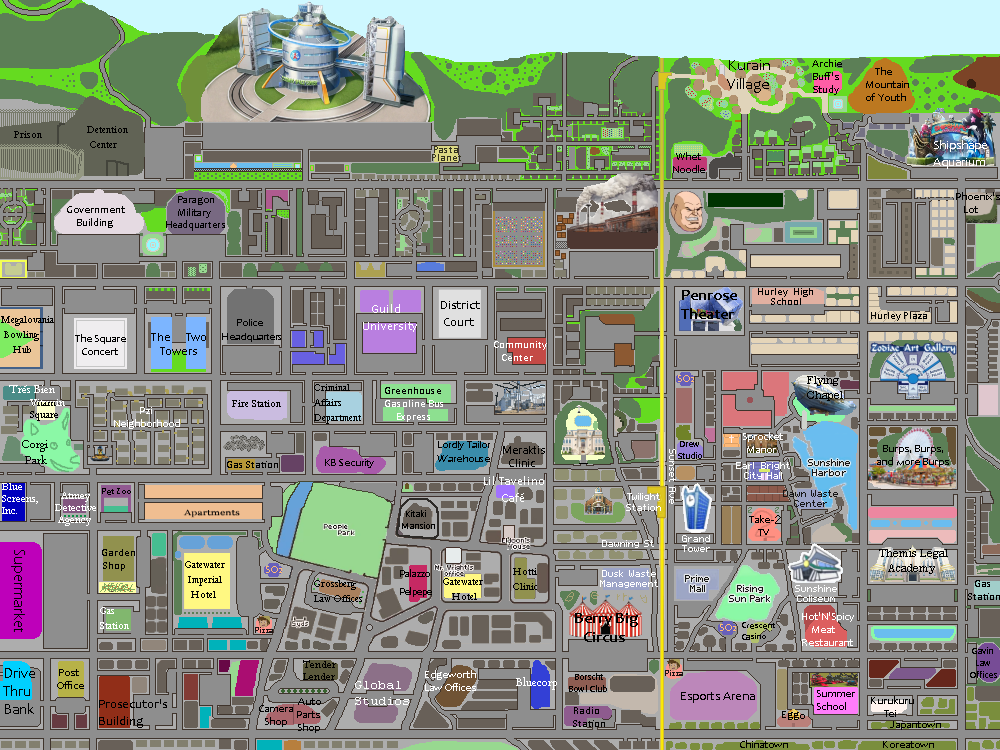 Kurain
Village
Archie
Buff's
Study
The
Mountain
of Youth
Prison
Detention
Center
Pasta
Planet
Shipshape
Aquarium
Whet
Noodle
Government
Building
Paragon
Military
Headquarters
Phoenix's
Lot
Megalovania
Bowling
Hub
The Square
Concert
The Two
Towers
Police
Headquarters
Guild
University
District
Court
Community
Center
Penrose
Theater
Hurley High
School
Hurley Plaza
Zodiac Art Gallery
Trés Bien
Square
Corgi
Park
Neighborhood
Fire Station
Criminal
Affairs
Department
Greenhouse
Gasoline Bus
Express
SOz
Flying
Chapel
Gas Station
KB Security
Lordly Tailor
Warehouse
Meraktis
Clinic
Drew
Studio
Sprocket
Manor
Earl Bright
City Hall
Sunshine
Harbor
Burps, Burps,
and more Burps
Blue
Screens,
Inc.
Atmey
Detective
Agency
Pet Zoo
Apartments
People
Park
Kitaki
Mansion
Lil Tavelino
Café
Twilight
Station
Sunset Ave
Dawn Waste
Center
Grand
Tower
Take-2
TV
Dawning St
Supermarket
Garden
Shop
Gatewater
Imperial
Hotel
SOz
Grossberg
Law Offices
Palazzo
Pelpepe
Gatewater
Hotel
Hotti
Clinic
Dusk Waste
Management
Prime
Mall
Rising
Sun Park
Sunshine
Coliseum
Themis Legal
Academy
Gas
Station
Gas
Station
Pizza
Berry Big
Circus
SOz
Crescent
Casino
Hot'N'Spicy
Meat
Restaurant
Drive
Thru
Bank
Post
Office
Prosecutor's
Building
Tender
Lender
Camera
Shop
Auto
Parts
Shop
Global
Studios
Edgeworth
Law Offices
Bluecorp
Borscht
Bowl Club
Radio
Station
Pizza
Esports Arena
Eggo
Summer
School
Kurukuru
Tei
Gavin
Law
Offices
Japantown
Chinatown
Koreatown